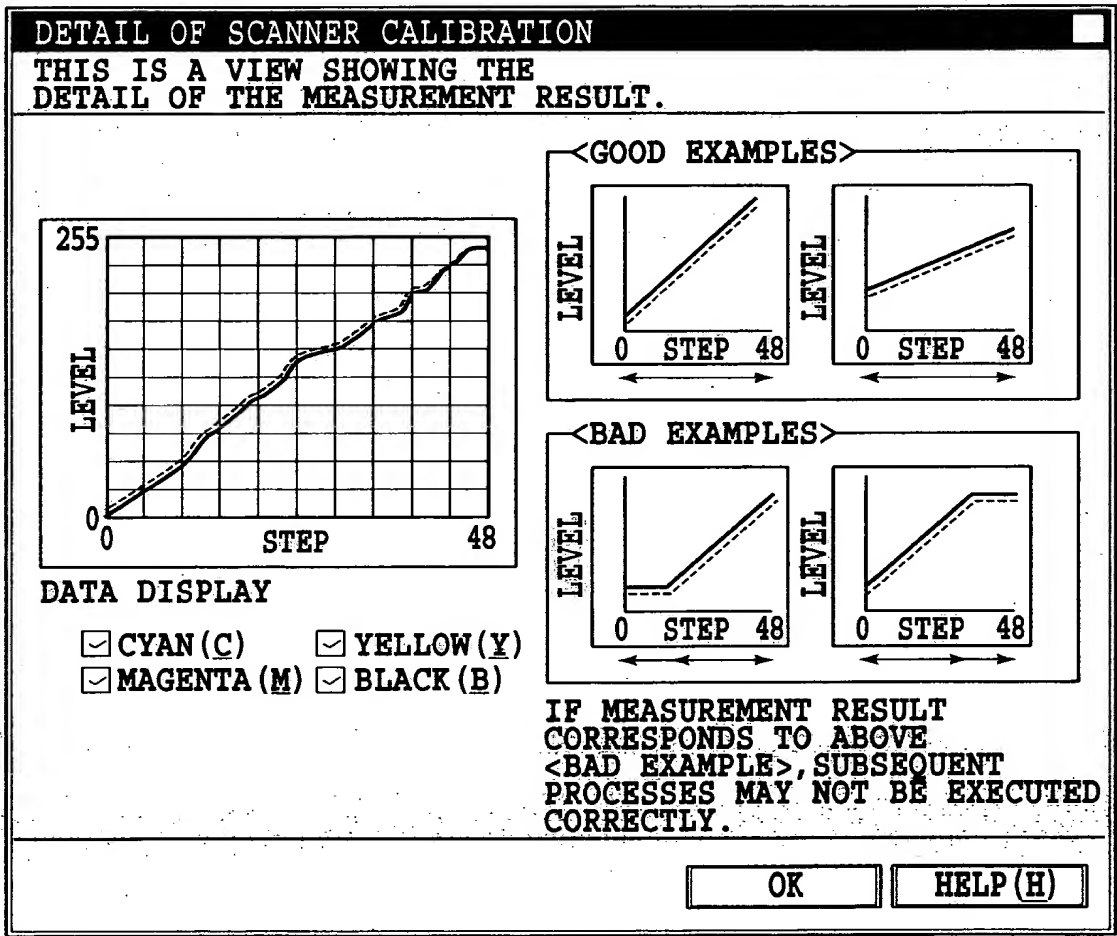 DETAIL OF SCANNER CALIBRATION
THIS IS A VIEW SHOWING THE
DETAIL OF THE MEASUREMENT RESULT.
255
LEVEL
0
0 STEP 48
DATA DISPLAY
CYAN(C) YELLOW(Y)
MAGENTA(M) BLACK(B)
<GOOD EXAMPLES>
LEVEL
0 STEP 48
LEVEL
0 STEP 48
<BAD EXAMPLES>
LEVEL
0 STEP 48
LEVEL
0 STEP 48
IF MEASUREMENT RESULT
CORRESPONDS TO ABOVE
<BAD EXAMPLE>,SUBSEQUENT
PROCESSES MAY NOT BE EXECUTED
CORRECTLY.
OK HELP(H)